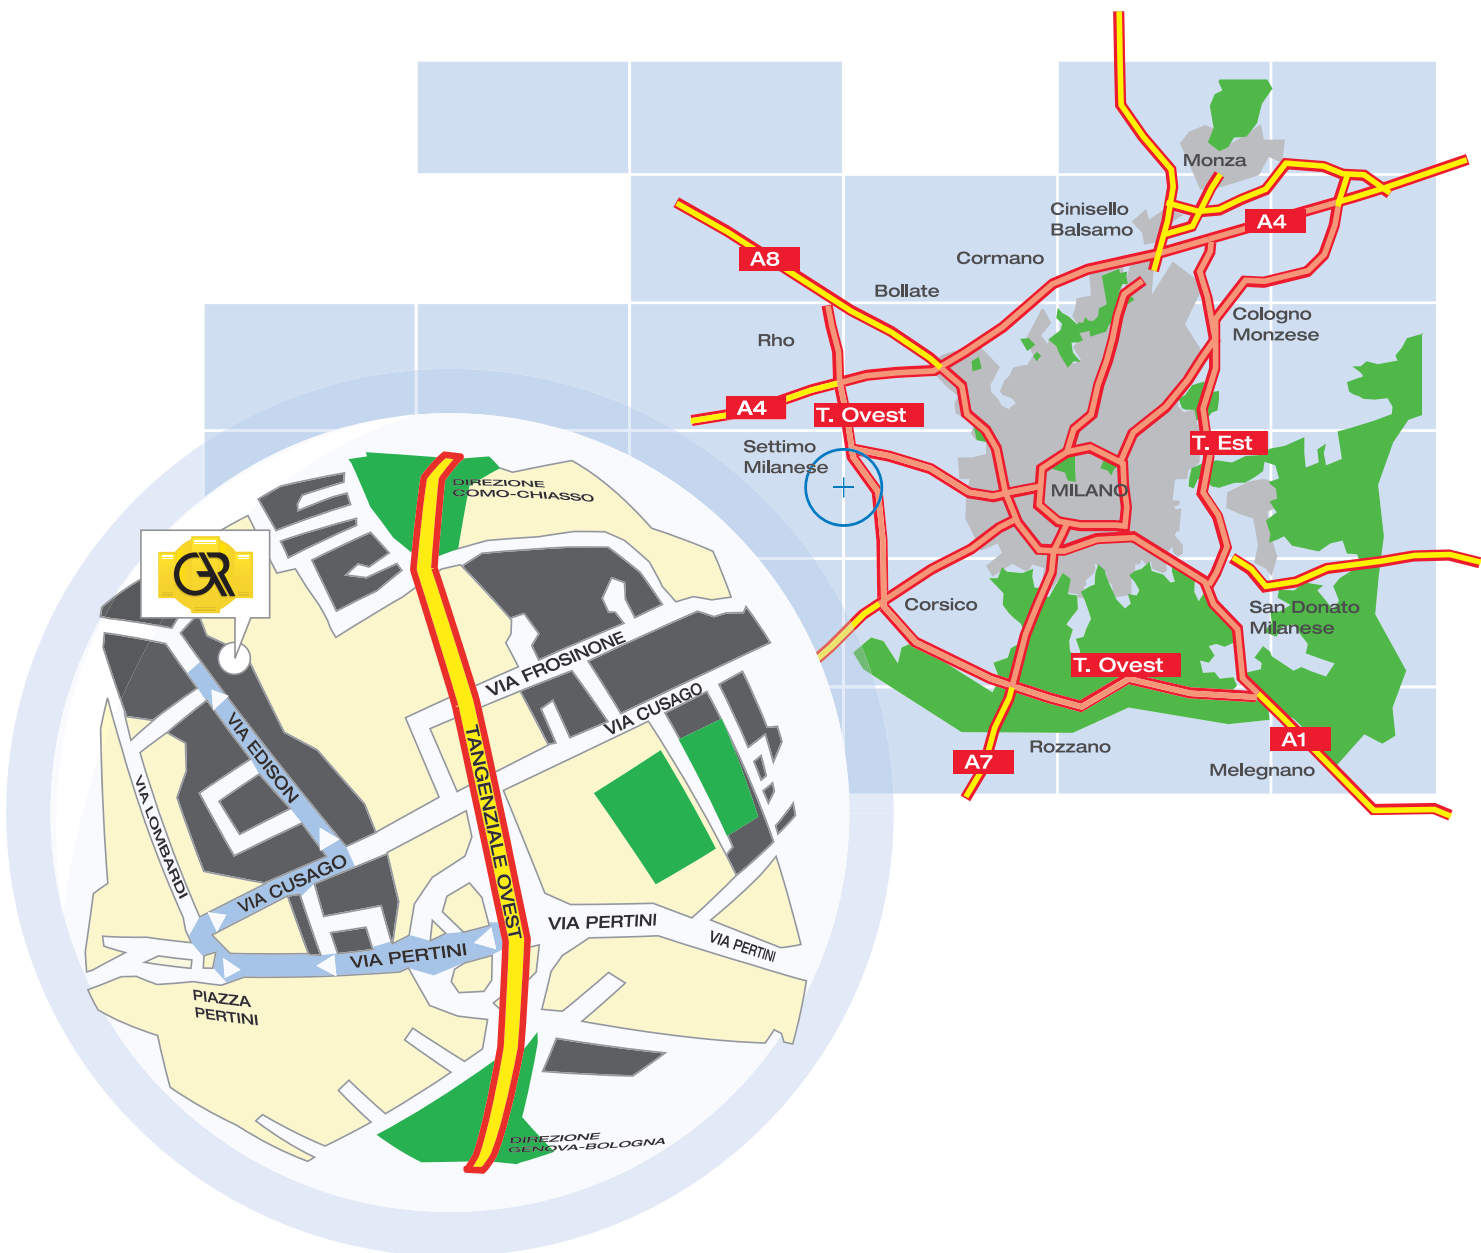 Monza
Cinisello
Balsamo
A4
A8
Cormano
Bollate
Cologno
Monzese
Rho
A4
T. Ovest
T. Est
Settimo
Milanese
MILANO
Corsico
San Donato
Milanese
T. Ovest
Rozzano
A7
A1
Melegnano
DIREZIONE
COMO-CHIASSO
GR
VIA FROSINONE
VIA CUSAGO
VIA EDISON
TANGENZIALE OVEST
VIA LOMBARDI
VIA CUSAGO
VIA PERTINI
VIA PERTINI
VIA PERTINI
PIAZZA
PERTINI
DIREZIONE
GENOVA-BOLOGNA